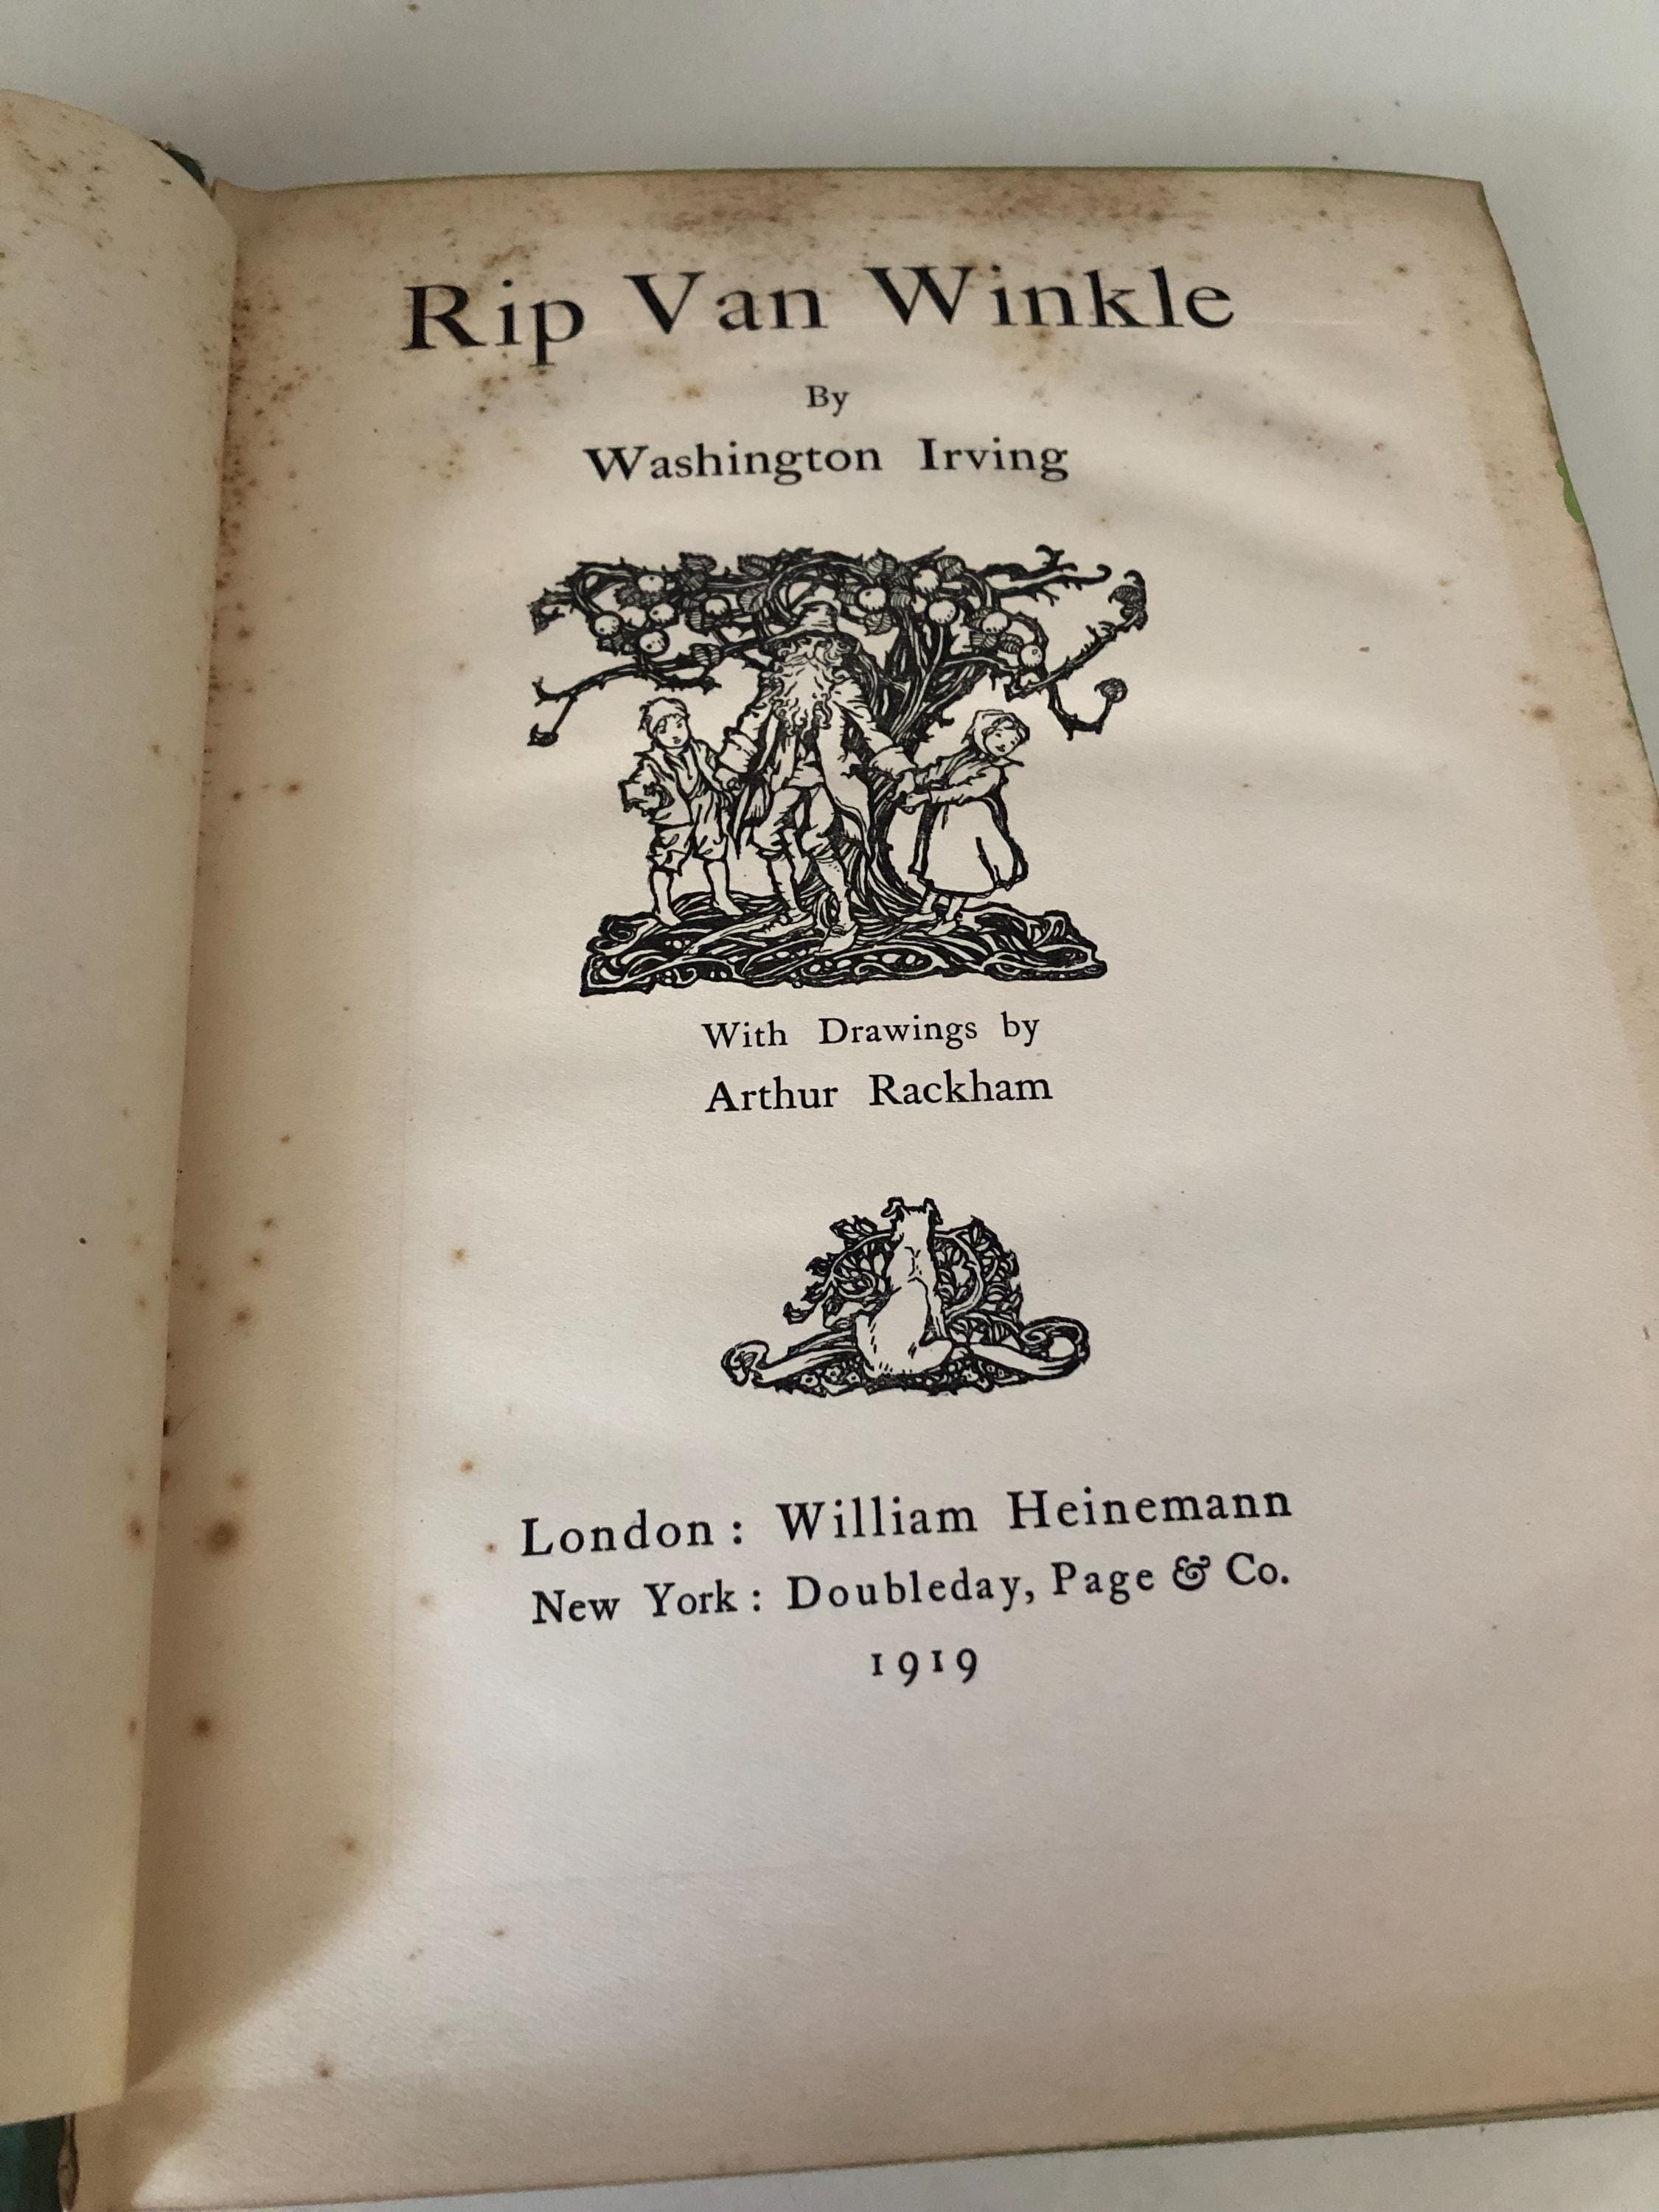 Rip Van Winkle
By
Washington Irving
With Drawings by
Arthur Rackham
London: William Heinemann
New York: Doubleday, Page & Co.
1919